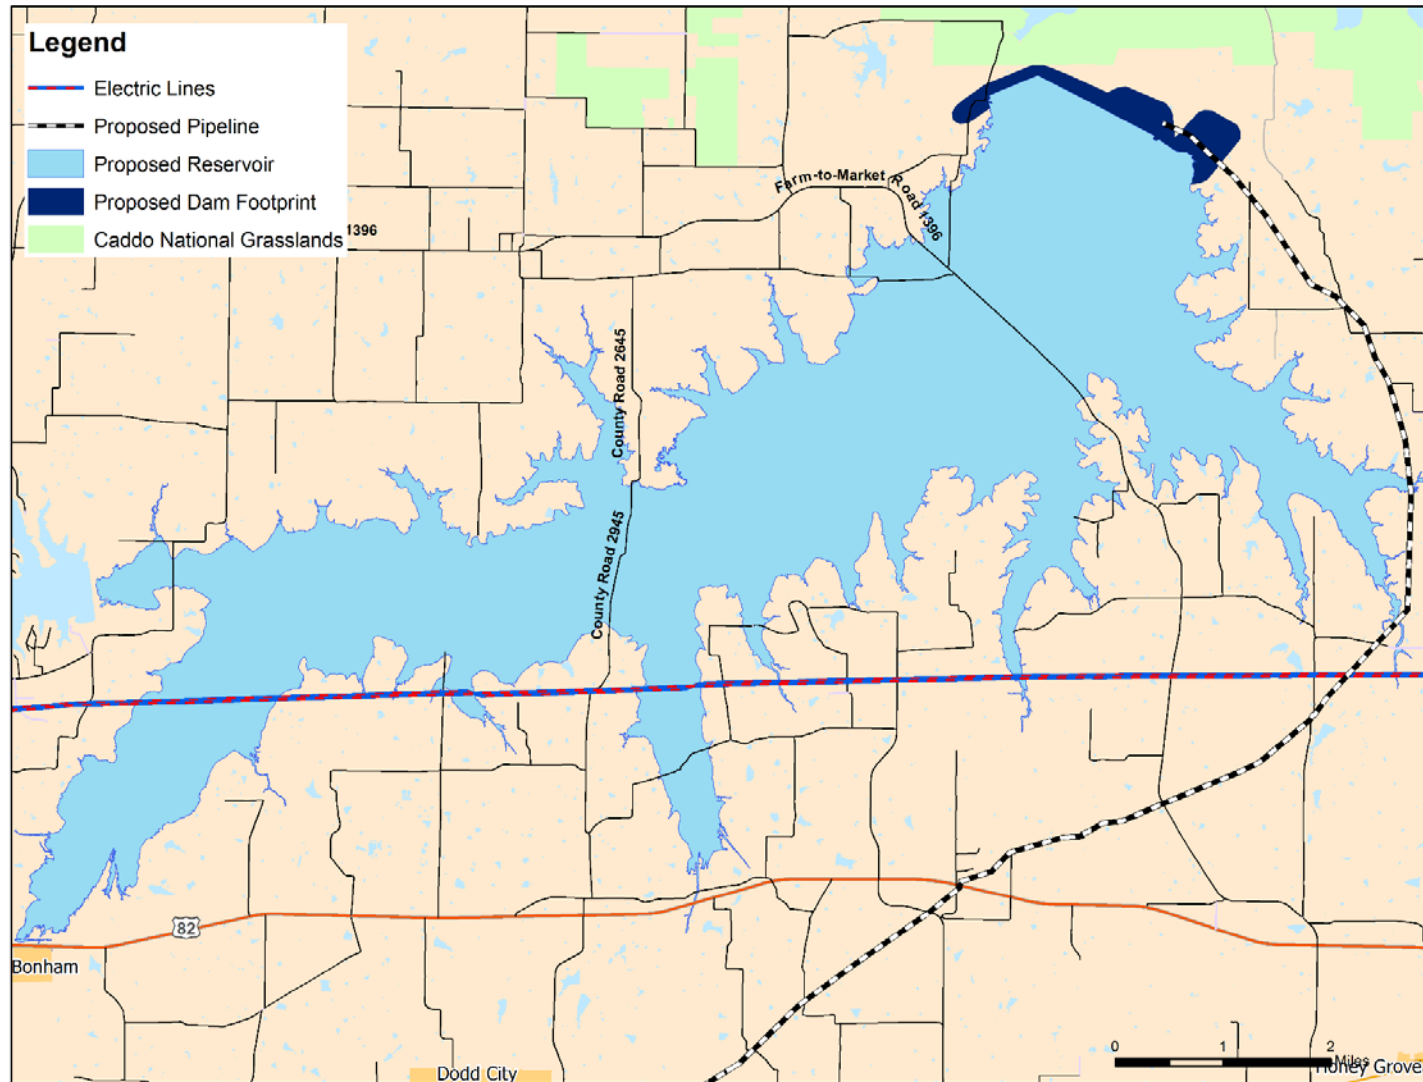 Legend
Electric Lines
Proposed Pipeline
Proposed Reservoir
Proposed Dam Footprint
Caddo National Grasslands
1396
Farm-to-Market Road 1396
County Road 2645
County Road 2945
82
Bonham
Dodd City
0 1 2
Miles
Honey Grove